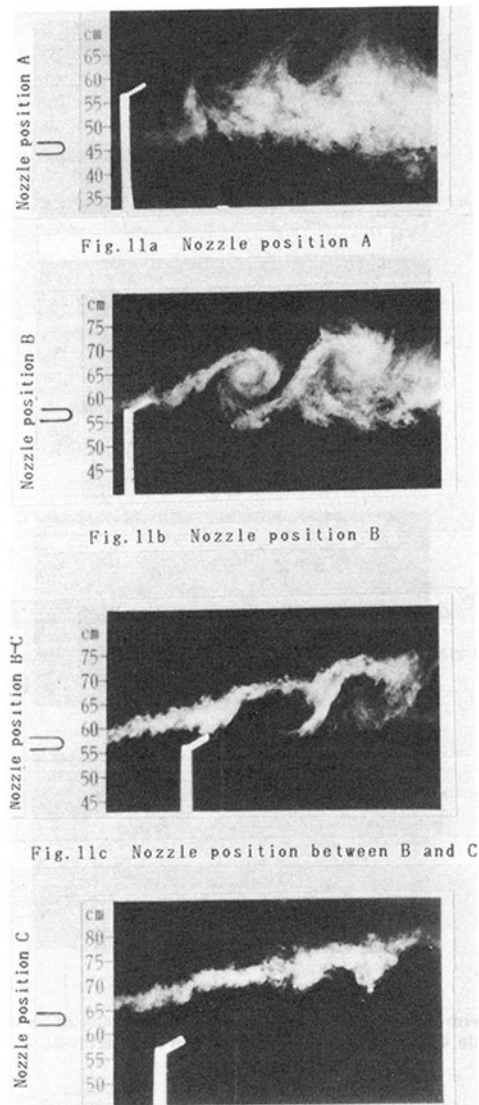 Nozzle position A
cm
65
60
55
50
45
40
35
Fig.11a Nozzle position A
Nozzle position B
cm
75
70
65
60
55
50
45
Fig.11b Nozzle position B
Nozzle position B-C
cm
75
70
65
60
55
50
45
Fig.11c Nozzle position between B and C
Nozzle position C
cm
80
75
70
65
60
55
50